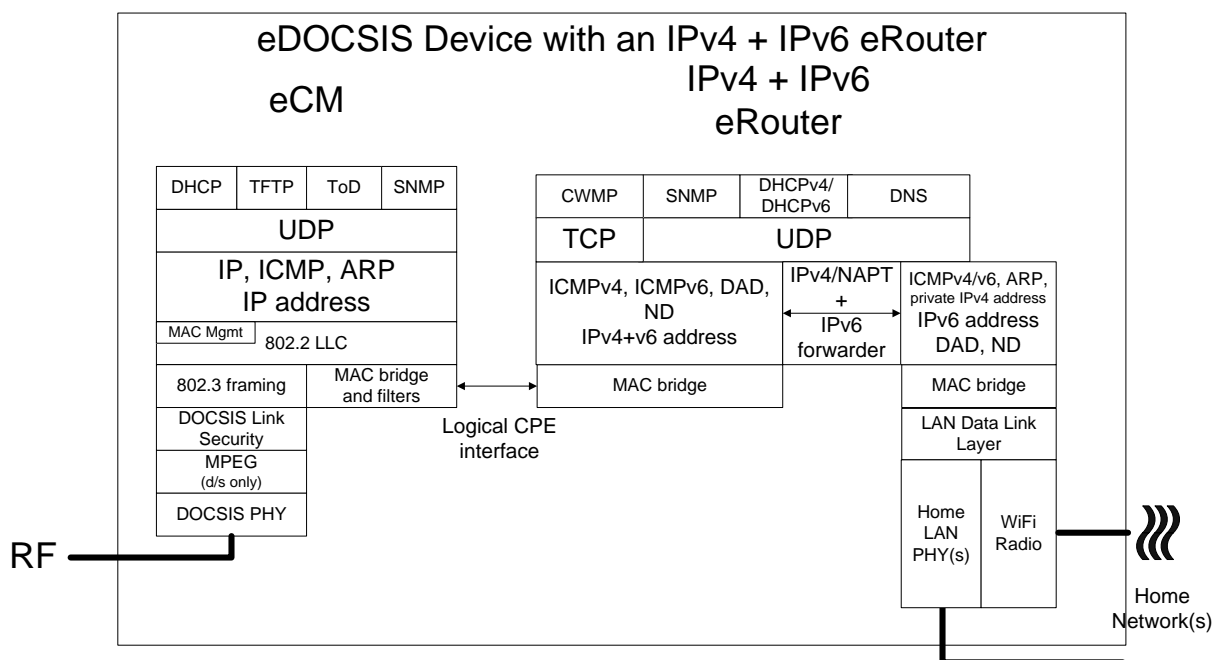 eDOCSIS Device with an IPv4 + IPv6 eRouter
eCM
IPv4 + IPv6
eRouter
DHCP
TFTP
ToD
SNMP
UDP
IP, ICMP, ARP
IP address
MAC Mgmt
802.2 LLC
802.3 framing
MAC bridge
and filters
DOCSIS Link
Security
MPEG
(d/s only)
DOCSIS PHY
RF
Logical CPE
interface
CWMP
SNMP
DHCPv4/
DHCPv6
DNS
TCP
UDP
ICMPv4, ICMPv6, DAD,
ND
IPv4+v6 address
IPv4/NAPT
+
IPv6
forwarder
ICMPv4/v6, ARP,
private IPv4 address
IPv6 address
DAD, ND
MAC bridge
MAC bridge
LAN Data Link
Layer
Home
LAN
PHY(s)
WiFi
Radio
Home
Network(s)